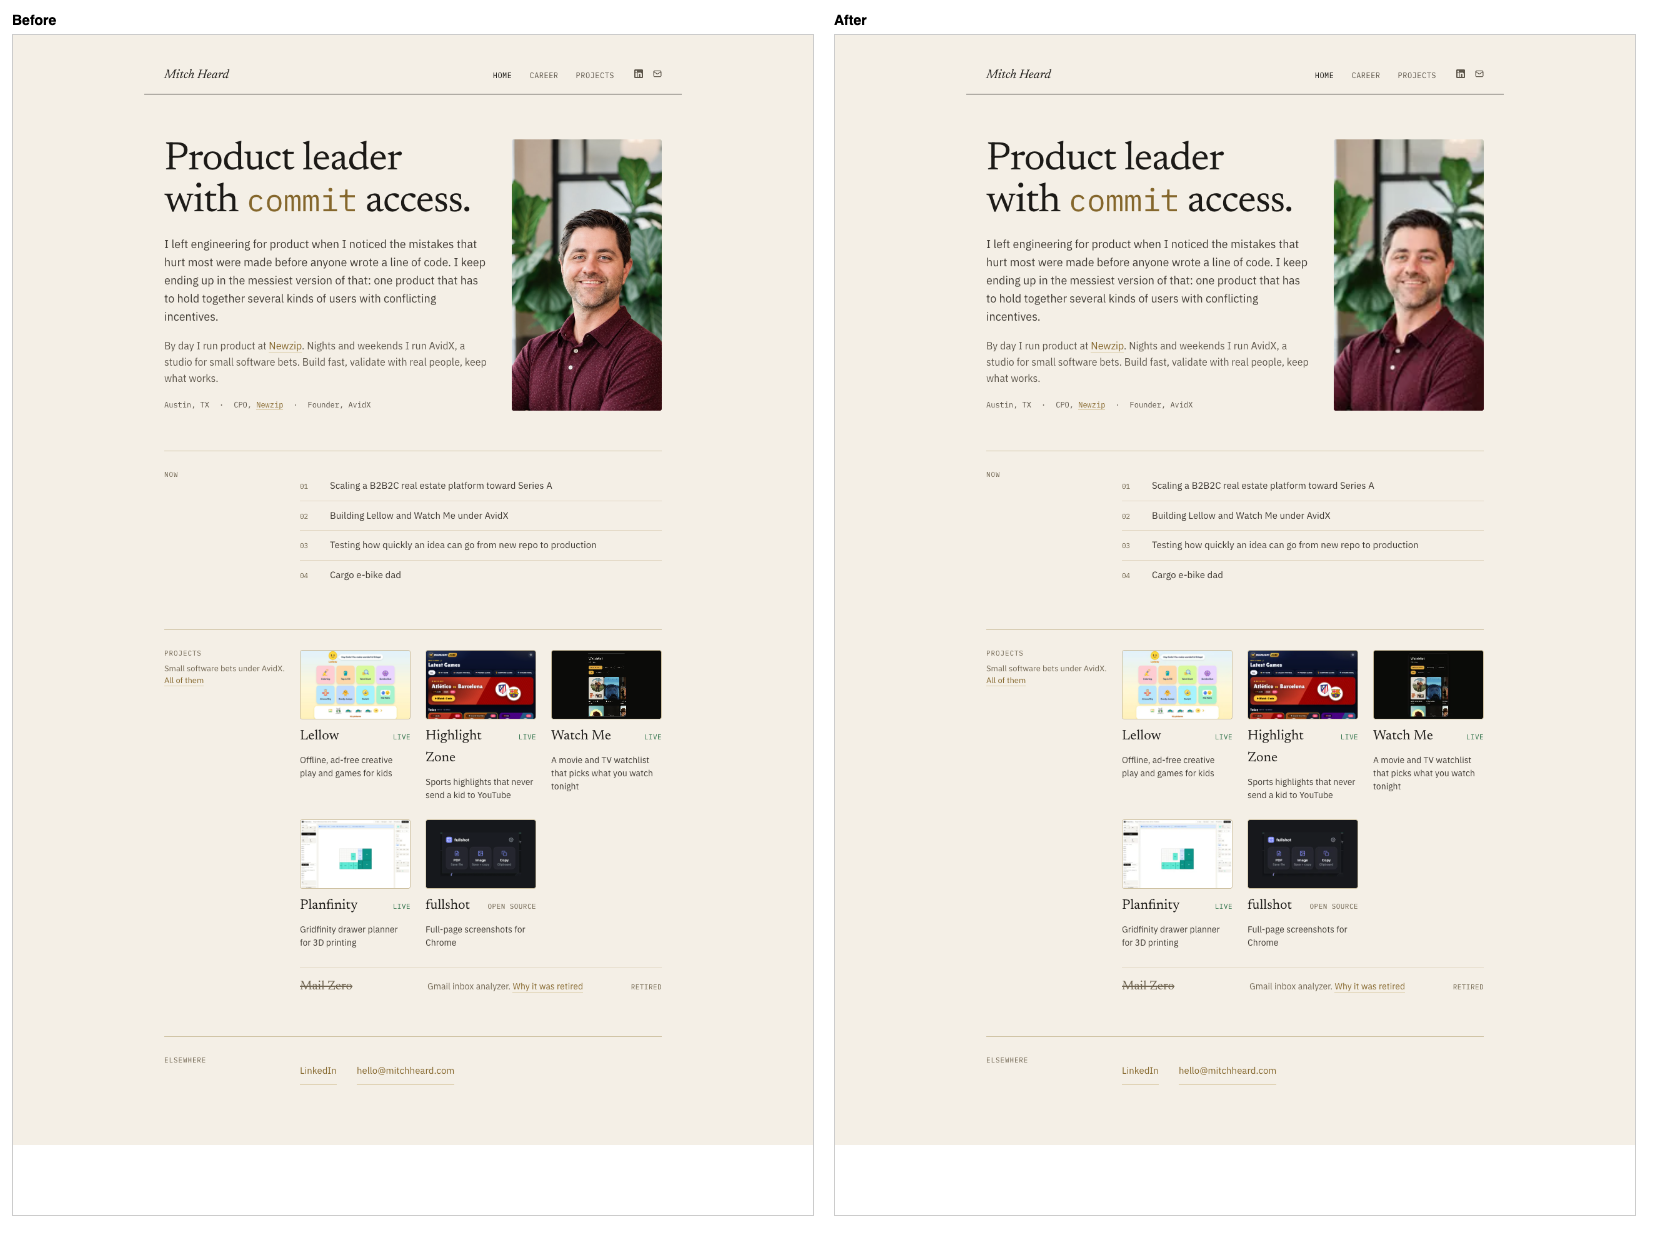 Before
Mitch Heard
HOME CAREER PROJECTS
Product leader
with commit access.
I left engineering for product when I noticed the mistakes that
hurt most were made before anyone wrote a line of code. I keep
ending up in the messiest version of that: one product that has
to hold together several kinds of users with conflicting
incentives.
By day I run product at Newzip. Nights and weekends I run AvidX, a
studio for small software bets. Build fast, validate with real people, keep
what works.
Austin, TX · CPO, Newzip · Founder, AvidX
NOW
01 Scaling a B2B2C real estate platform toward Series A
02 Building Lellow and Watch Me under AvidX
03 Testing how quickly an idea can go from new repo to production
04 Cargo e-bike dad
PROJECTS
Small software bets under AvidX.
All of them
Latest Games
Atlético vs Barcelona
Lellow LIVE
Offline, ad-free creative
play and games for kids
Highlight
Zone
LIVE
Sports highlights that never
send a kid to YouTube
Watch Me LIVE
A movie and TV watchlist
that picks what you watch
tonight
fullshot
PDF Image Copy
Planfinity LIVE
Gridfinity drawer planner
for 3D printing
fullshot OPEN SOURCE
Full-page screenshots for
Chrome
Mail Zero Gmail inbox analyzer. Why it was retired RETIRED
ELSEWHERE
LinkedIn hello@mitchheard.com
After
Mitch Heard
HOME CAREER PROJECTS
Product leader
with commit access.
I left engineering for product when I noticed the mistakes that
hurt most were made before anyone wrote a line of code. I keep
ending up in the messiest version of that: one product that has
to hold together several kinds of users with conflicting
incentives.
By day I run product at Newzip. Nights and weekends I run AvidX, a
studio for small software bets. Build fast, validate with real people, keep
what works.
Austin, TX · CPO, Newzip · Founder, AvidX
NOW
01 Scaling a B2B2C real estate platform toward Series A
02 Building Lellow and Watch Me under AvidX
03 Testing how quickly an idea can go from new repo to production
04 Cargo e-bike dad
PROJECTS
Small software bets under AvidX.
All of them
Latest Games
Atlético vs Barcelona
Lellow LIVE
Offline, ad-free creative
play and games for kids
Highlight
Zone
LIVE
Sports highlights that never
send a kid to YouTube
Watch Me LIVE
A movie and TV watchlist
that picks what you watch
tonight
fullshot
PDF Image Copy
Planfinity LIVE
Gridfinity drawer planner
for 3D printing
fullshot OPEN SOURCE
Full-page screenshots for
Chrome
Mail Zero Gmail inbox analyzer. Why it was retired RETIRED
ELSEWHERE
LinkedIn hello@mitchheard.com